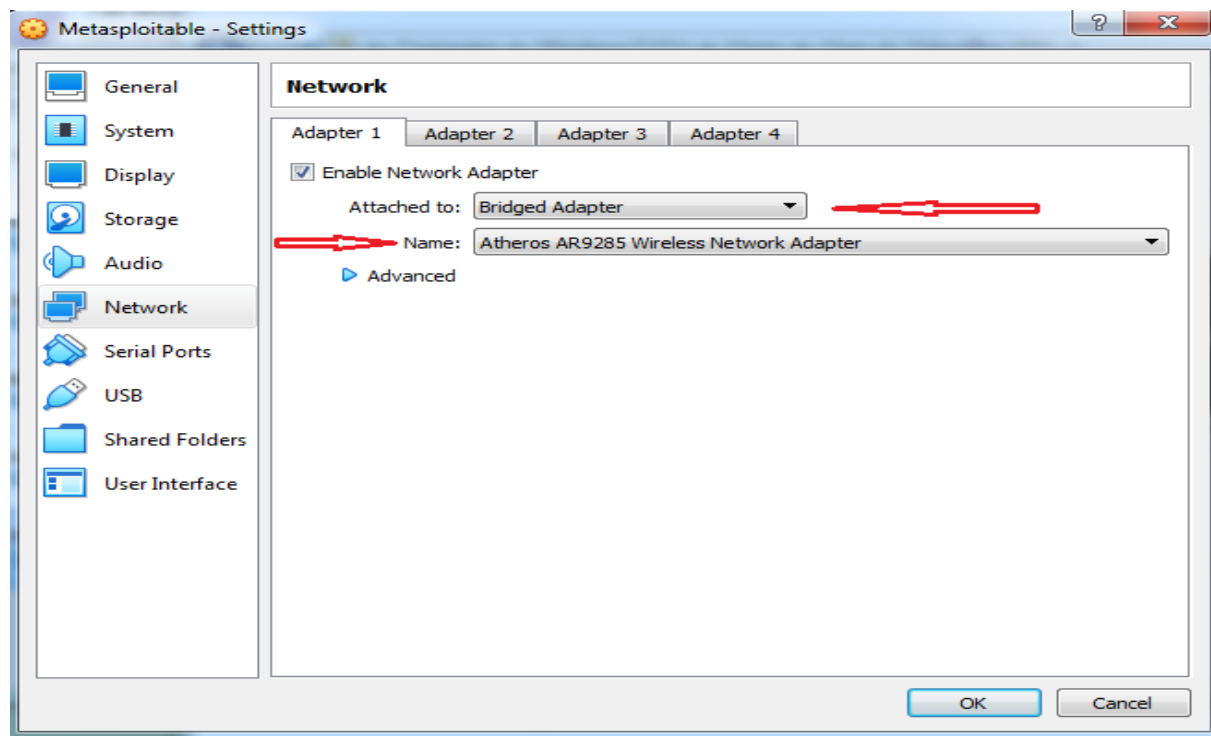 Metasploitable - Settings
General
System
Display
Storage
Audio
Network
Serial Ports
USB
Shared Folders
User Interface
Network
Adapter 1 Adapter 2 Adapter 3 Adapter 4
Enable Network Adapter
Attached to: Bridged Adapter
Name: Atheros AR9285 Wireless Network Adapter
Advanced
OK Cancel